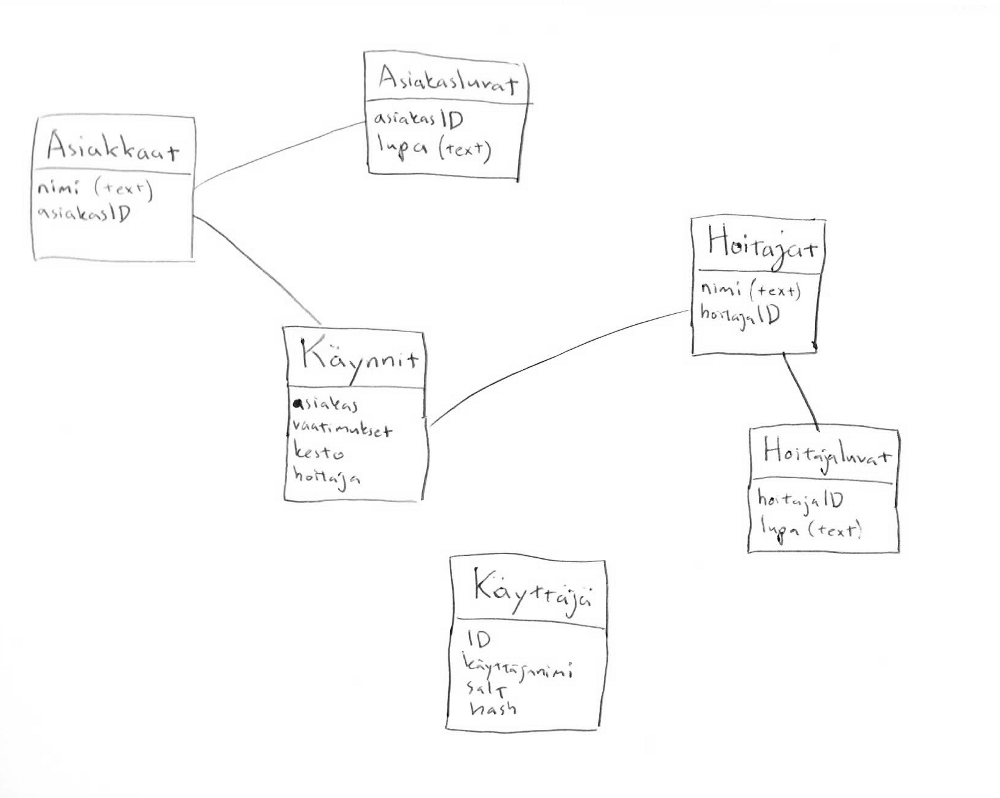 Asiakasluvat
asiakasID
lupa (text)
Asiakkaat
nimi (text)
asiakasID
Hoitajat
nimi (text)
hoitajaID
Käynnit
asiakas
vaatimukset
kesto
hoitaja
Hoitajaluvat
hoitajaID
lupa (text)
Käyttäjä
ID
käyttäjänimi
salt
hash